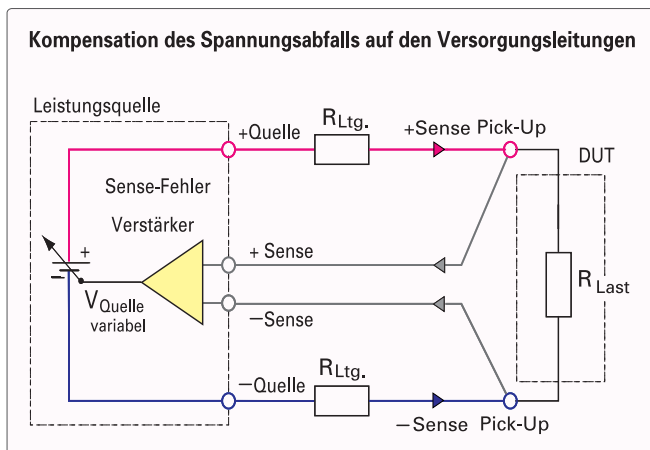 Kompensation des Spannungsabfalls auf den Versorgungsleitungen
Leistungsquelle
+Quelle
RLtg.
+Sense Pick-Up
DUT
Sense-Fehler
Verstärker
+ Sense
+
−
VQuelle
variabel
−Sense
RLast
−Quelle
RLtg.
−Sense Pick-Up